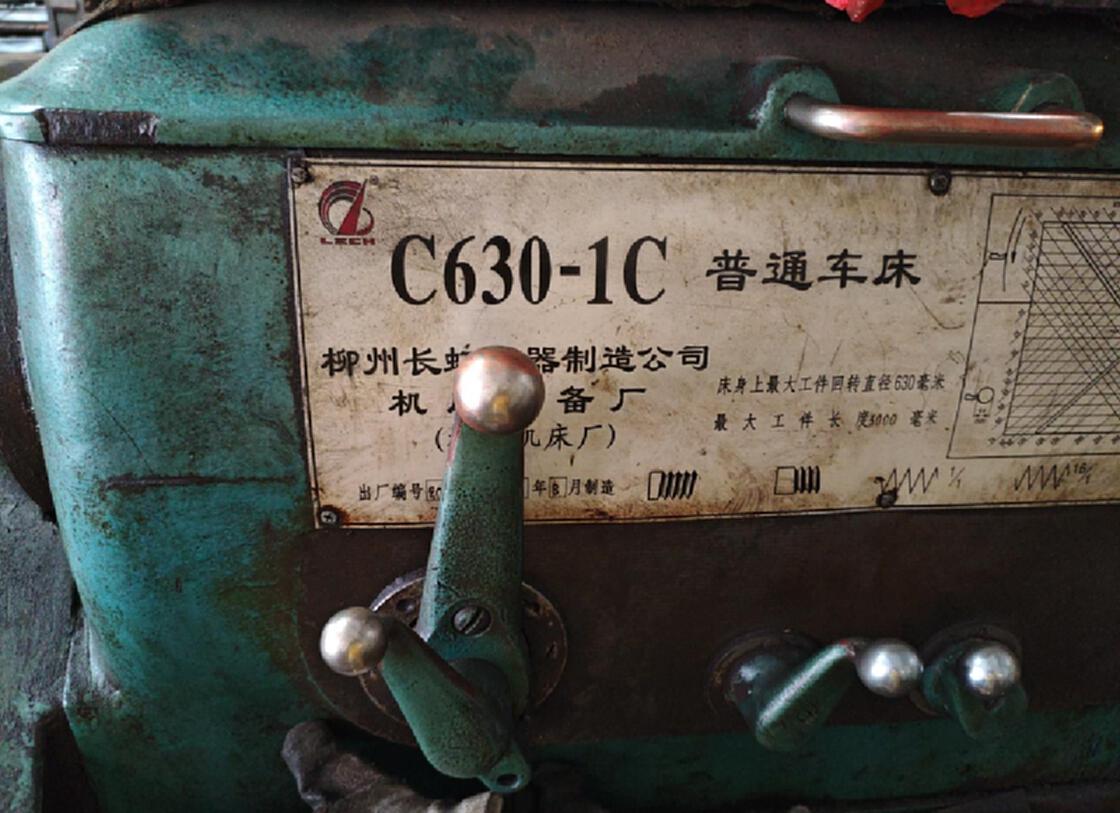 LECH
C630-1C 普通车床
柳州长 器制造公司
机 备厂
机床厂)
床身上最大工件回转直径630毫米
最大工件长度3000毫米
出厂编号 年8月制造